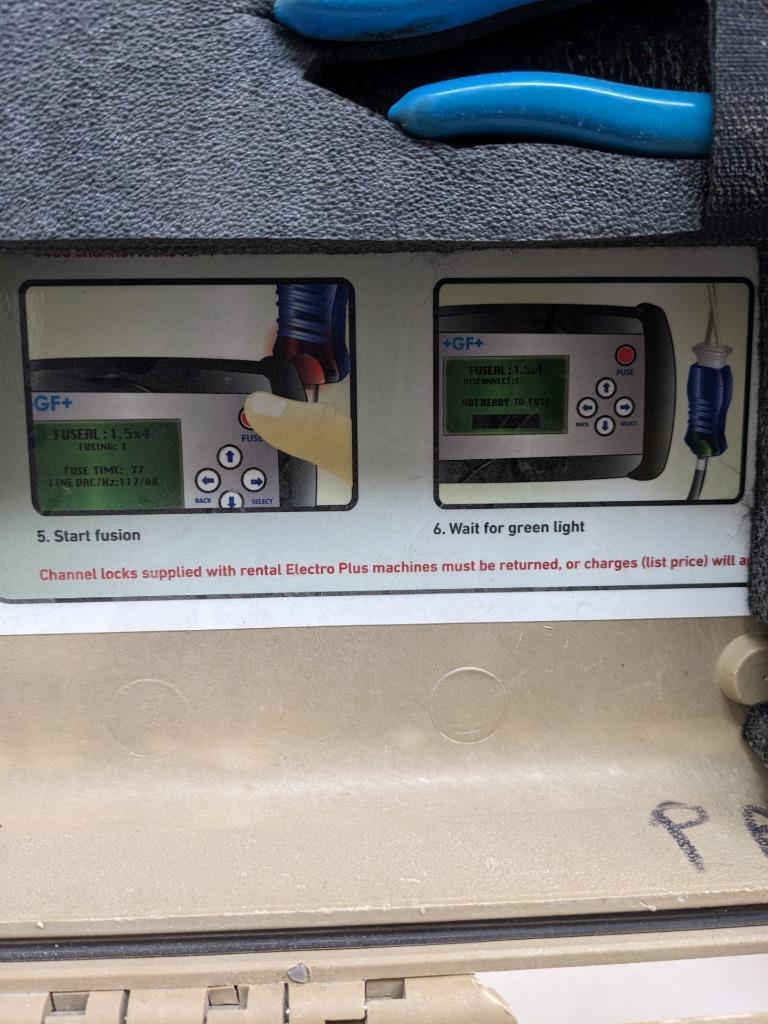 GF+
FUSEAL:1.5x4
FUSING: 1
FUSE TIME: 77
LINE VAC/Hz:117/60
FUSE
BACK
SELECT
5. Start fusion
+GF+
FUSEAL:1.5x4
DISCONNECT:1
NOT READY TO FUSE
FUSE
BACK
SELECT
6. Wait for green light
Channel locks supplied with rental Electro Plus machines must be returned, or charges (list price) will a
P